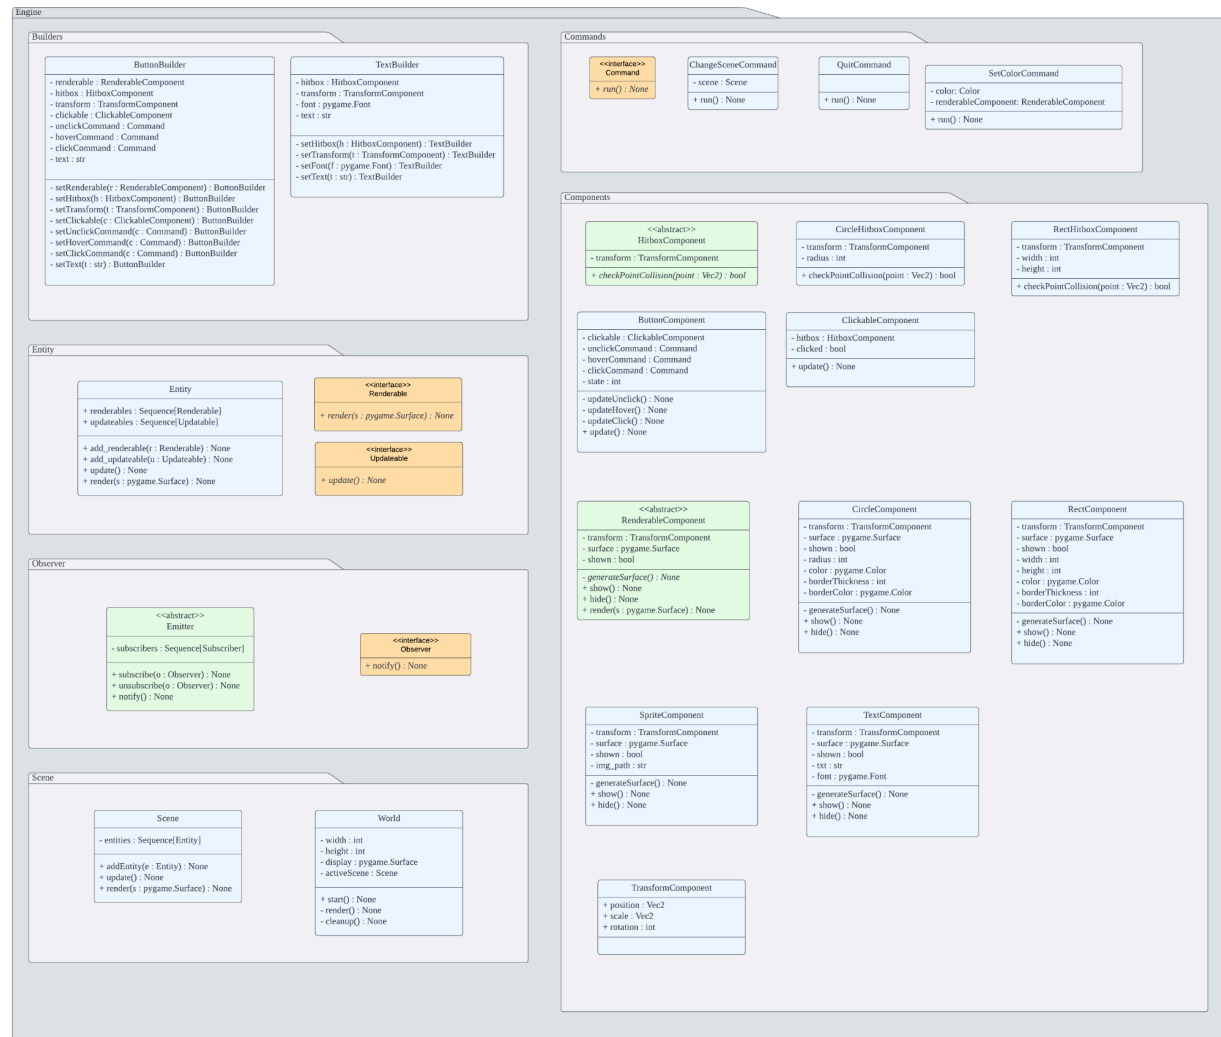 Engine
Builders
ButtonBuilder
- renderable : RenderableComponent
- hitbox : HitboxComponent
- transform : TransformComponent
- clickable : ClickableComponent
- unclickCommand : Command
- hoverCommand : Command
- clickCommand : Command
- text : str
- setRenderable(r : RenderableComponent) : ButtonBuilder
- setHitbox(h : HitboxComponent) : ButtonBuilder
- setTransform(t : TransformComponent) : ButtonBuilder
- setClickable(c : ClickableComponent) : ButtonBuilder
- setUnclickCommand(c : Command) : ButtonBuilder
- setHoverCommand(c : Command) : ButtonBuilder
- setClickCommand(c : Command) : ButtonBuilder
- setText(t : str) : ButtonBuilder
TextBuilder
- hitbox : HitboxComponent
- transform : TransformComponent
- font : pygame.Font
- text : str
- setHitbox(h : HitboxComponent) : TextBuilder
- setTransform(t : TransformComponent) : TextBuilder
- setFont(f : pygame.Font) : TextBuilder
- setText(t : str) : TextBuilder
Entity
Entity
+ renderables : Sequence[Renderable]
+ updateables : Sequence[Updatable]
+ add_renderable(r : Renderable) : None
+ add_updateable(u : Updateable) : None
+ update() : None
+ render(s : pygame.Surface) : None
<<interface>>
Renderable
+ render(s : pygame.Surface) : None
<<interface>>
Updateable
+ update() : None
Observer
<<abstract>>
Emitter
- subscribers : Sequence[Subscriber]
+ subscribe(o : Observer) : None
+ unsubscribe(o : Observer) : None
+ notify() : None
<<interface>>
Observer
+ notify() : None
Scene
Scene
- entities : Sequence[Entity]
+ addEntity(e : Entity) : None
+ update() : None
+ render(s : pygame.Surface) : None
World
- width : int
- height : int
- display : pygame.Surface
- activeScene : Scene
+ start() : None
- render() : None
- cleanup() : None
Commands
<<interface>>
Command
+ run() : None
ChangeSceneCommand
- scene : Scene
+ run() : None
QuitCommand
+ run() : None
SetColorCommand
- color: Color
- renderableComponent: RenderableComponent
+ run() : None
Components
<<abstract>>
HitboxComponent
- transform : TransformComponent
+ checkPointCollision(point : Vec2) : bool
CircleHitboxComponent
- transform : TransformComponent
- radius : int
+ checkPointCollision(point : Vec2) : bool
RectHitboxComponent
- transform : TransformComponent
- width : int
- height : int
+ checkPointCollision(point : Vec2) : bool
ButtonComponent
- clickable : ClickableComponent
- unclickCommand : Command
- hoverCommand : Command
- clickCommand : Command
- state : int
- updateUnclick() : None
- updateHover() : None
- updateClick() : None
+ update() : None
ClickableComponent
- hitbox : HitboxComponent
- clicked : bool
+ update() : None
<<abstract>>
RenderableComponent
- transform : TransformComponent
- surface : pygame.Surface
- shown : bool
- generateSurface() : None
+ show() : None
+ hide() : None
+ render(s : pygame.Surface) : None
CircleComponent
- transform : TransformComponent
- surface : pygame.Surface
- shown : bool
- radius : int
- color : pygame.Color
- borderThickness : int
- borderColor : pygame.Color
- generateSurface() : None
+ show() : None
+ hide() : None
RectComponent
- transform : TransformComponent
- surface : pygame.Surface
- shown : bool
- width : int
- height : int
- color : pygame.Color
- borderThickness : int
- borderColor : pygame.Color
- generateSurface() : None
+ show() : None
+ hide() : None
SpriteComponent
- transform : TransformComponent
- surface : pygame.Surface
- shown : bool
- img_path : str
- generateSurface() : None
+ show() : None
+ hide() : None
TextComponent
- transform : TransformComponent
- surface : pygame.Surface
- shown : bool
- txt : str
- font : pygame.Font
- generateSurface() : None
+ show() : None
+ hide() : None
TransformComponent
+ position : Vec2
+ scale : Vec2
+ rotation : int